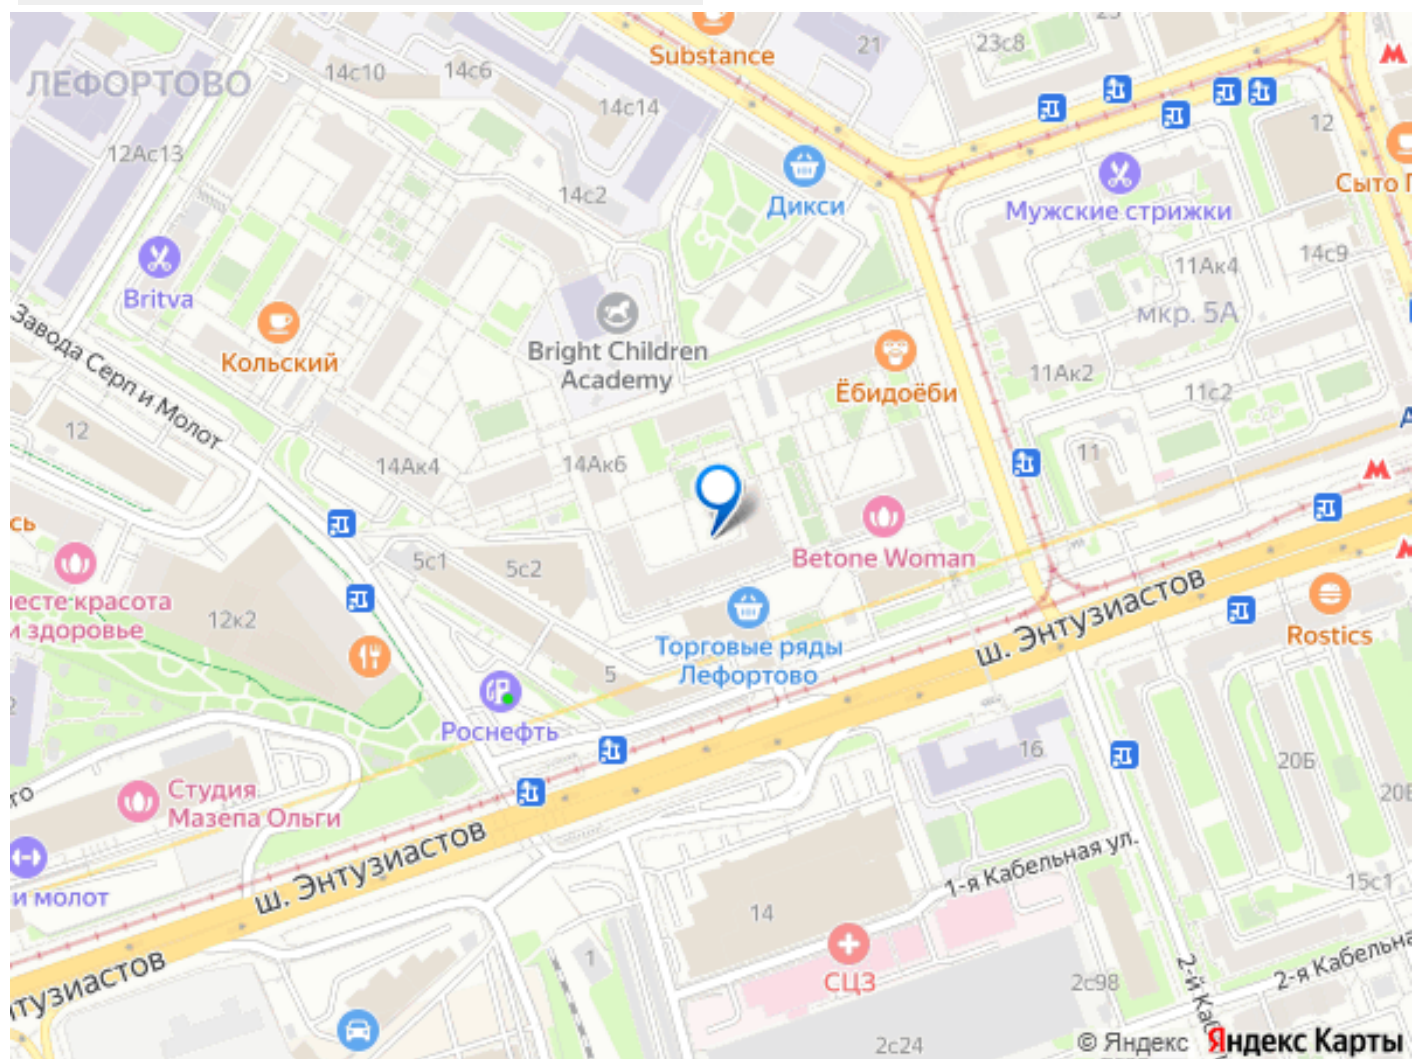 Substance
21
23с8
ЛЕФОРТОВО
14с10
14с6
14с14
12
12Ас13
Дикси
Сыто
14с2
Мужские стрижки
11Ак4
14с9
Britva
мкр. 5А
Завода Серп и Молот
Кольский
Bright Children
Academy
Ёбидоёби
11Ак2
11с2
12
14Ак4
14Ак6
11
Betone Woman
5с1
5с2
есте красота
и здоровье
12к2
Торговые ряды
Лефортово
ш. Энтузиастов
Rostics
5
Роснефть
16
20Б
Студия
Мазепа Ольги
ш. Энтузиастов
1-я Кабельная ул.
и молот
15с1
14
СЦЗ
1
2с98
2-я Кабельна
2-й Каб
нтузиастов
2с24
© Яндекс
Яндекс Карты